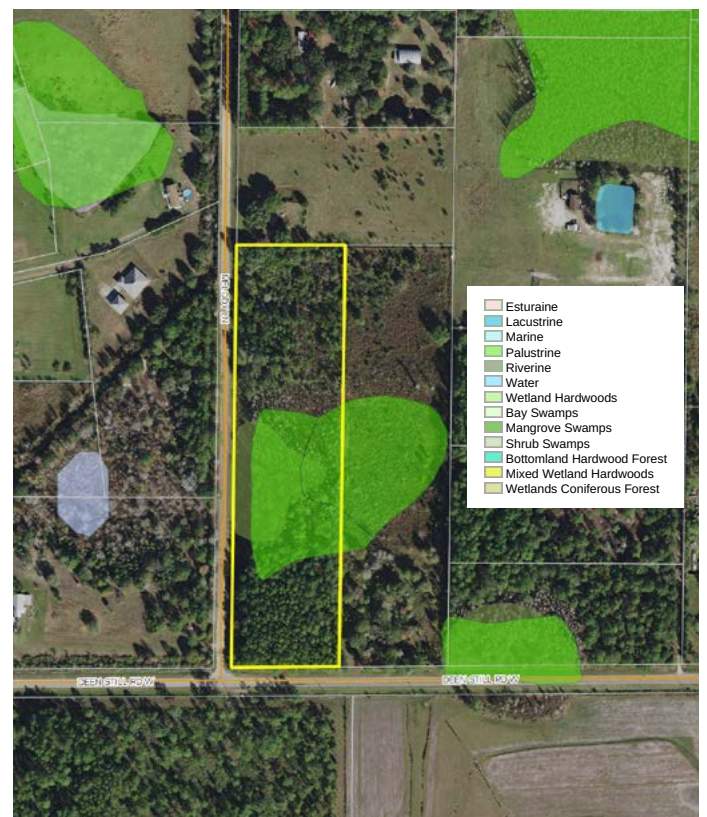 Esturaine
Lacustrine
Marine
Palustrine
Riverine
Water
Wetland Hardwoods
Bay Swamps
Mangrove Swamps
Shrub Swamps
Bottomland Hardwood Forest
Mixed Wetland Hardwoods
Wetlands Coniferous Forest
DEEN STILL RD W
DEEN STILL RD W